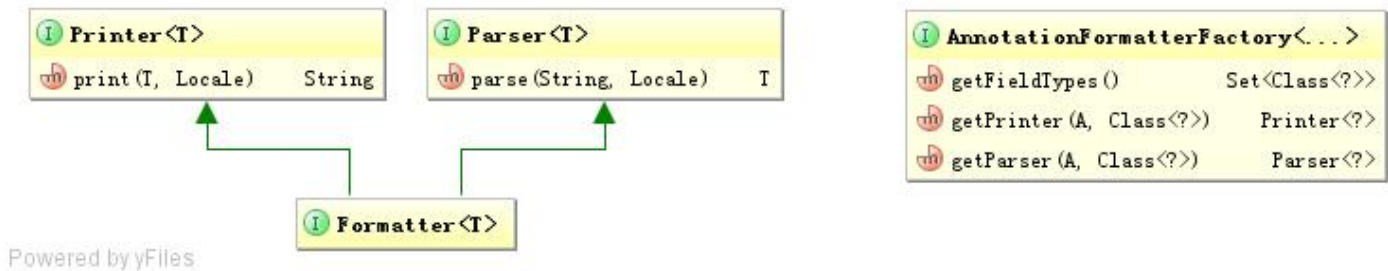 Printer<T>
print(T, Locale) String
Parser<T>
parse(String, Locale) T
AnnotationFormatterFactory<...>
getFieldTypes() Set<Class<?>>
getPrinter(A, Class<?>) Printer<?>
getParser(A, Class<?>) Parser<?>
Formatter<T>
Powered by yFiles